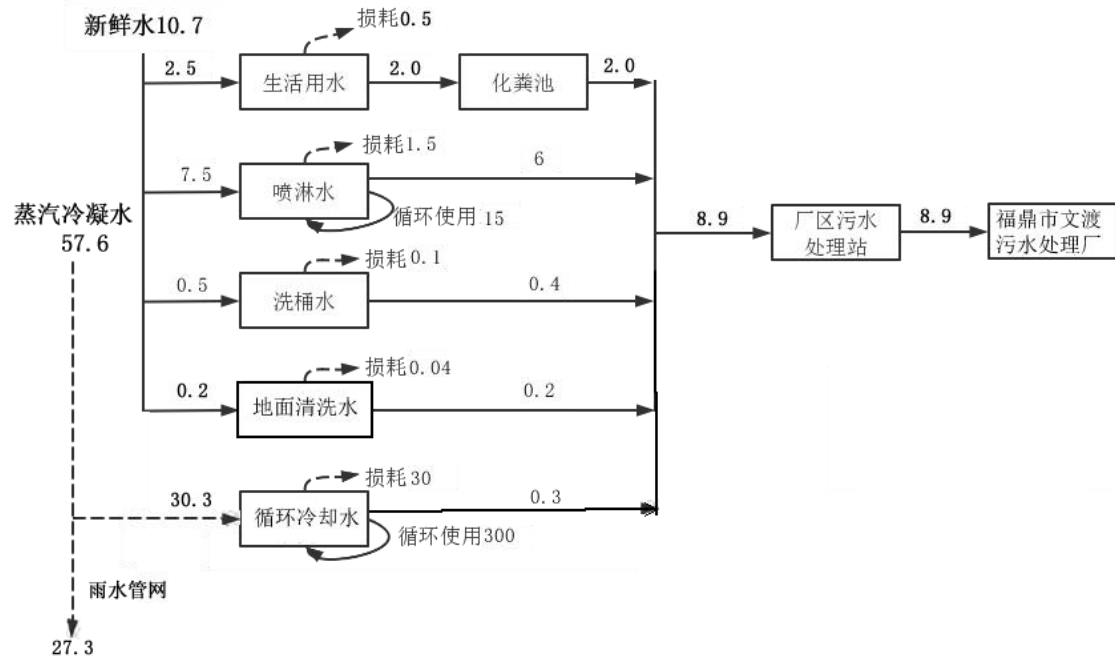 新鲜水10.7
损耗0.5
2.5
生活用水
2.0
化粪池
2.0
损耗1.5
7.5
喷淋水
6
循环使用15
蒸汽冷凝水
57.6
8.9
厂区污水
处理站
8.9
福鼎市文渡
污水处理厂
损耗0.1
0.5
洗桶水
0.4
损耗0.04
0.2
地面清洗水
0.2
损耗30
30.3
循环冷却水
0.3
循环使用300
雨水管网
27.3